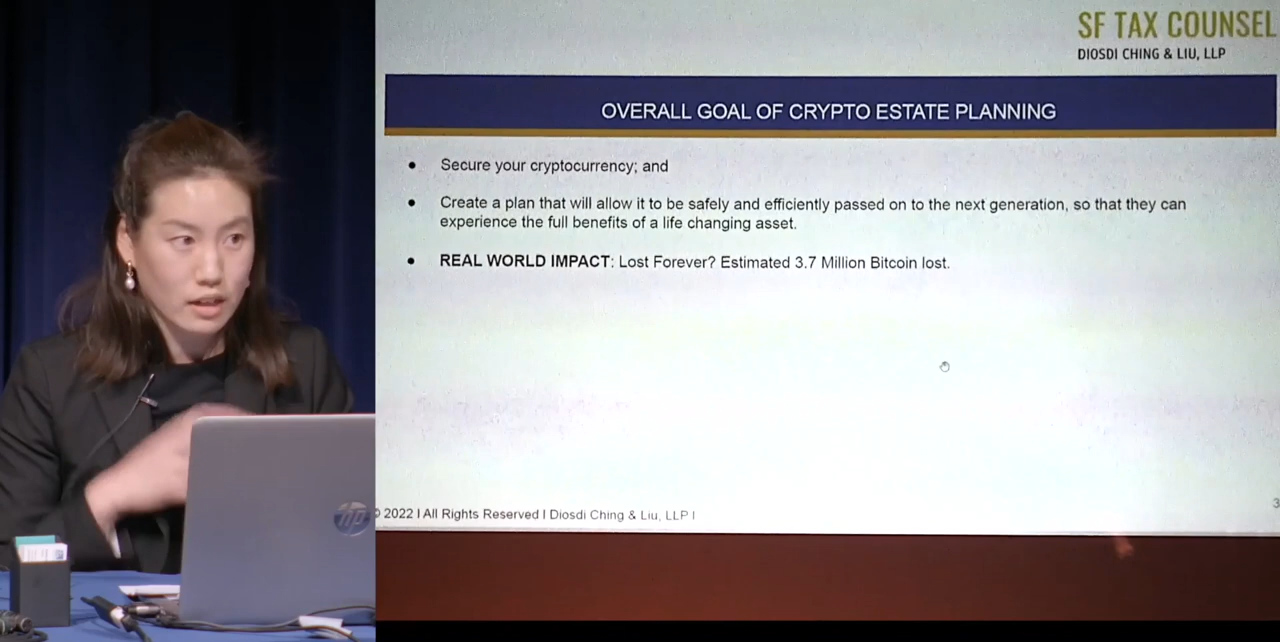 SF TAX COUNSEL
DIOSDI CHING & LIU, LLP
OVERALL GOAL OF CRYPTO ESTATE PLANNING
• Secure your cryptocurrency; and
• Create a plan that will allow it to be safely and efficiently passed on to the next generation, so that they can
experience the full benefits of a life changing asset.
• REAL WORLD IMPACT: Lost Forever? Estimated 3.7 Million Bitcoin lost.
© 2022 I All Rights Reserved I Diosdi Ching & Liu, LLP I
3
hp